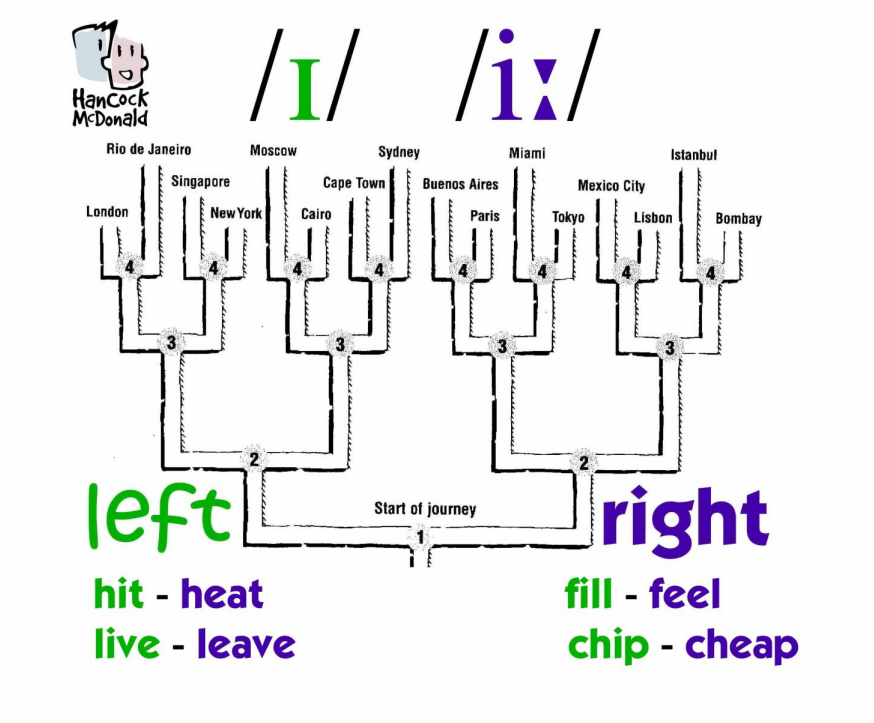 Hancock
McDonald
/ɪ/ /iː/
Rio de Janeiro Moscow Sydney Miami Istanbul
Singapore Cape Town Buenos Aires Mexico City
London New York Cairo Paris Tokyo Lisbon Bombay
4 4 4 4 4 4 4 4
3 3 3 3
2 2
Start of journey
left 1 right
hit - heat fill - feel
live - leave chip - cheap